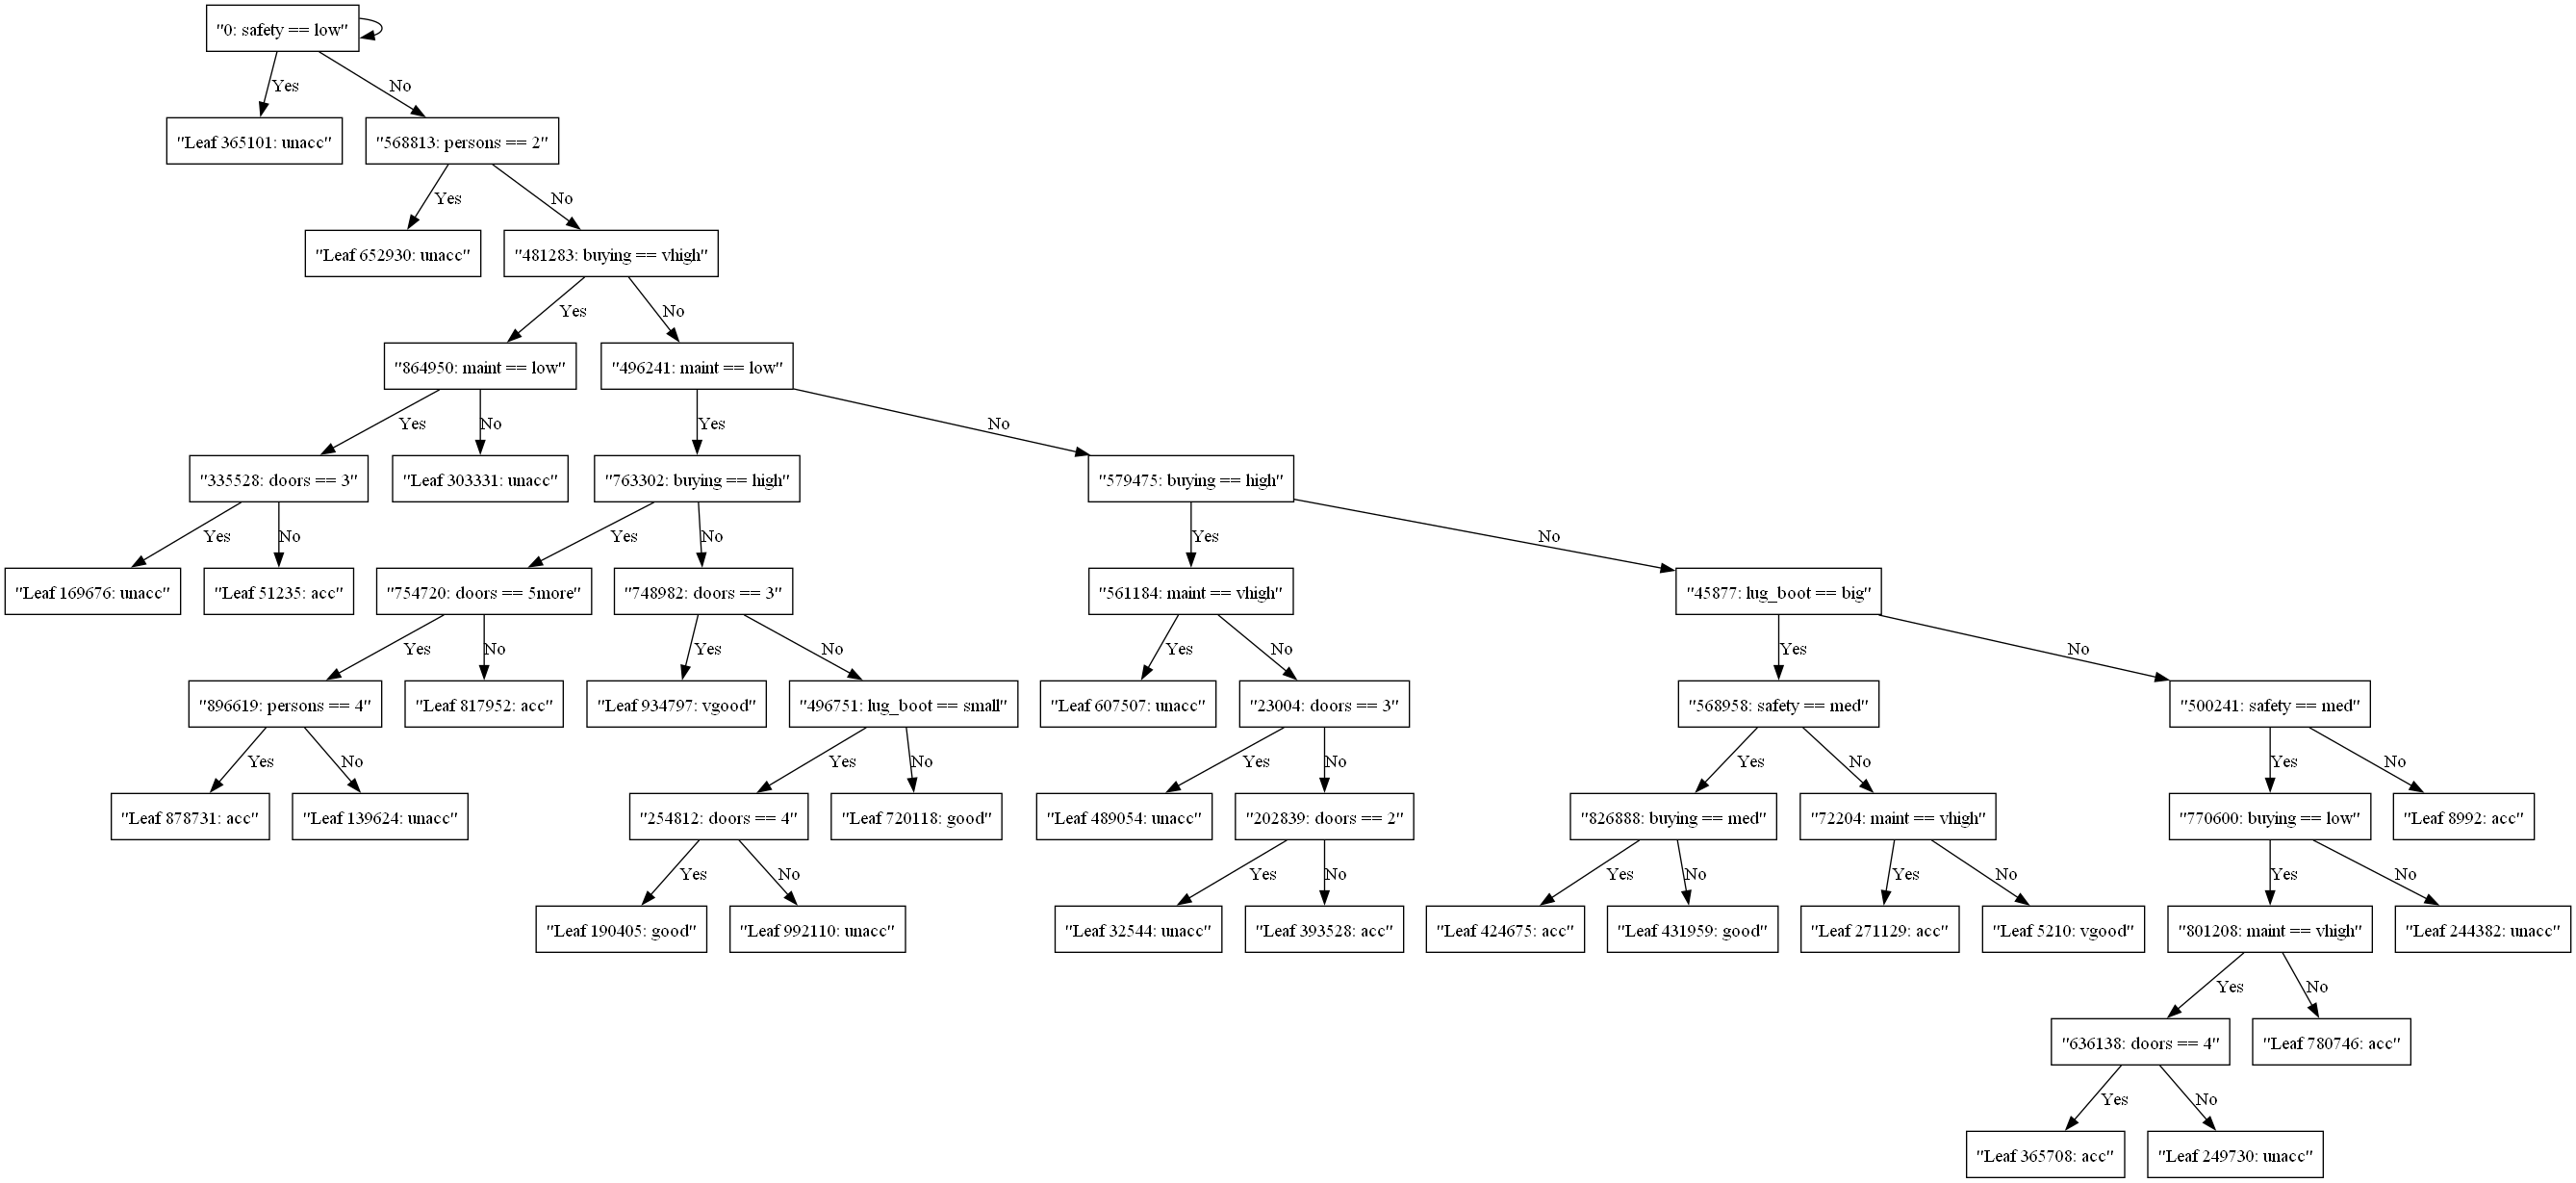 "0: safety == low"
Yes
No
"Leaf 365101: unacc"
"568813: persons == 2"
Yes
No
"Leaf 652930: unacc"
"481283: buying == vhigh"
Yes
No
"864950: maint == low"
"496241: maint == low"
Yes
No
Yes
No
"335528: doors == 3"
"Leaf 303331: unacc"
"763302: buying == high"
"579475: buying == high"
Yes
No
Yes
No
Yes
No
"Leaf 169676: unacc"
"Leaf 51235: acc"
"754720: doors == 5more"
"748982: doors == 3"
"561184: maint == vhigh"
"45877: lug_boot == big"
Yes
No
Yes
No
Yes
No
Yes
No
"896619: persons == 4"
"Leaf 817952: acc"
"Leaf 934797: vgood"
"496751: lug_boot == small"
"Leaf 607507: unacc"
"23004: doors == 3"
"568958: safety == med"
"500241: safety == med"
Yes
No
Yes
No
Yes
No
Yes
No
Yes
No
"Leaf 878731: acc"
"Leaf 139624: unacc"
"254812: doors == 4"
"Leaf 720118: good"
"Leaf 489054: unacc"
"202839: doors == 2"
"826888: buying == med"
"72204: maint == vhigh"
"770600: buying == low"
"Leaf 8992: acc"
Yes
No
Yes
No
Yes
No
Yes
No
Yes
No
"Leaf 190405: good"
"Leaf 992110: unacc"
"Leaf 32544: unacc"
"Leaf 393528: acc"
"Leaf 424675: acc"
"Leaf 431959: good"
"Leaf 271129: acc"
"Leaf 5210: vgood"
"801208: maint == vhigh"
"Leaf 244382: unacc"
Yes
No
"636138: doors == 4"
"Leaf 780746: acc"
Yes
No
"Leaf 365708: acc"
"Leaf 249730: unacc"